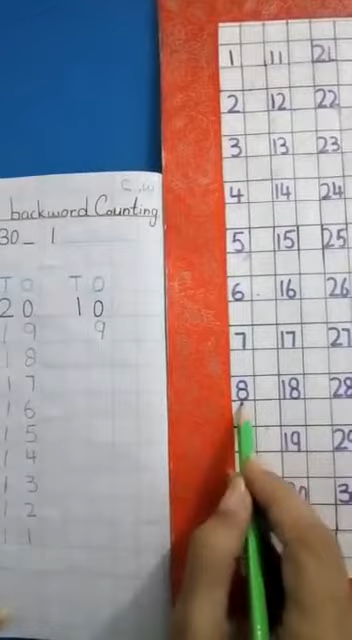 C.W
backword Counting
30 _ 1
T O T O
2 0 1 0
1 9 9
1 8
1 7
1 6
1 5
1 4
1 3
1 2
1 1
1 11 21
2 12 22
3 13 23
4 14 24
5 15 25
6 16 26
7 17 27
8 18 28
19 29